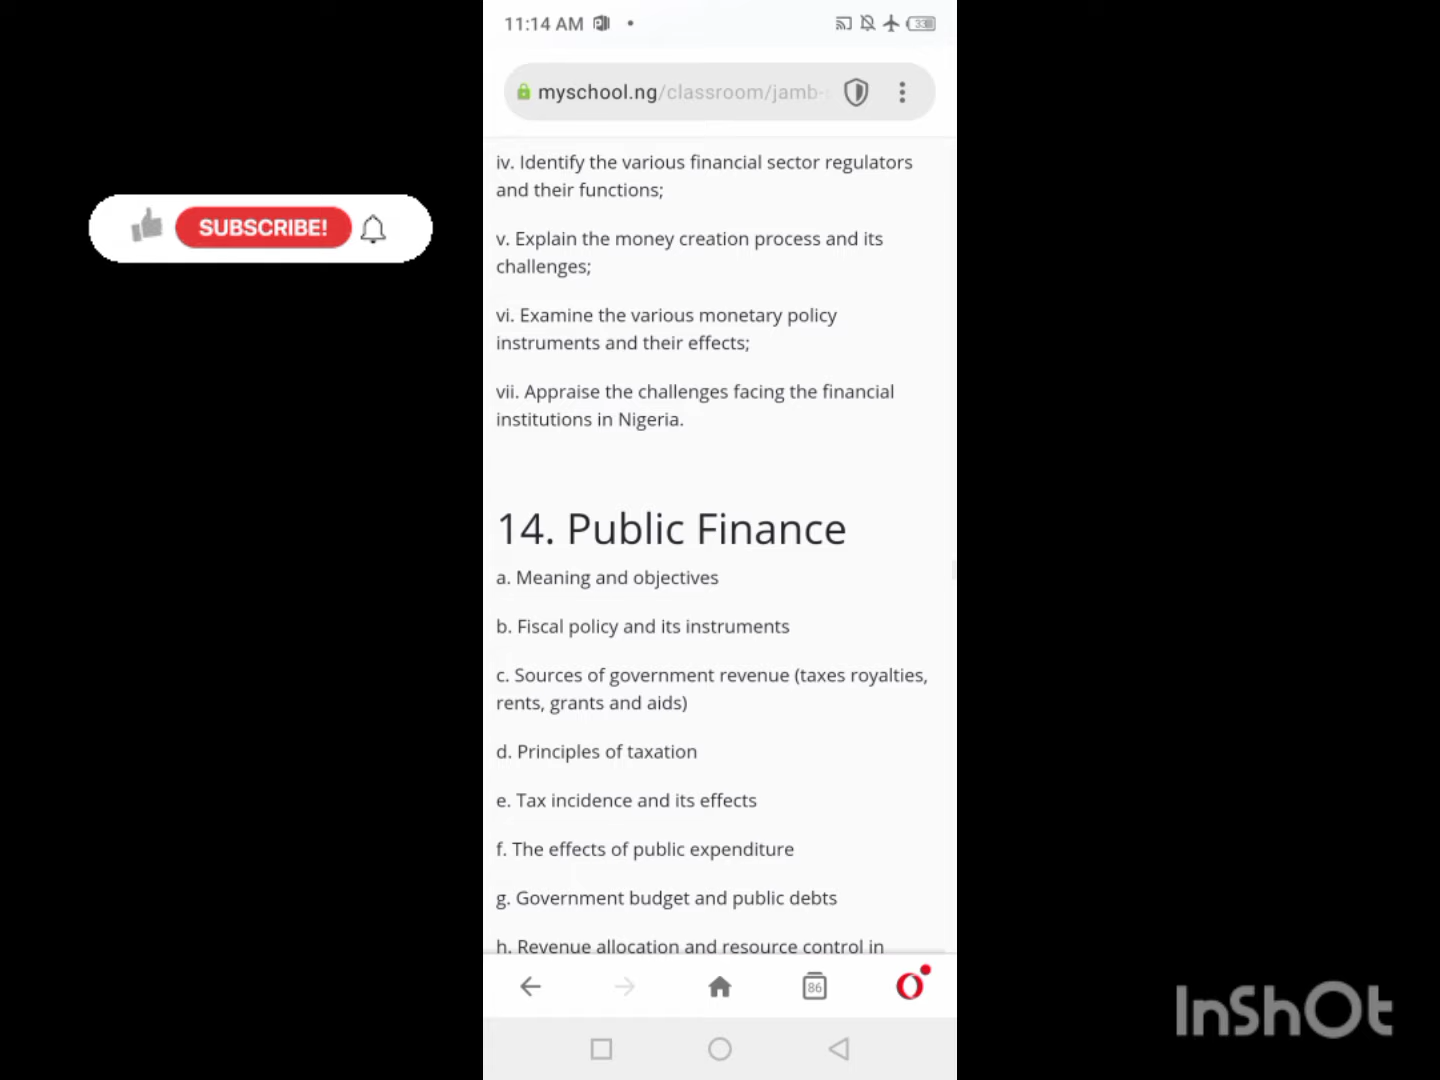 11:14 AM
33
myschool.ng/classroom/jamb-
SUBSCRIBE!
iv. Identify the various financial sector regulators
and their functions;
v. Explain the money creation process and its
challenges;
vi. Examine the various monetary policy
instruments and their effects;
vii. Appraise the challenges facing the financial
institutions in Nigeria.
14. Public Finance
a. Meaning and objectives
b. Fiscal policy and its instruments
c. Sources of government revenue (taxes royalties,
rents, grants and aids)
d. Principles of taxation
e. Tax incidence and its effects
f. The effects of public expenditure
g. Government budget and public debts
h. Revenue allocation and resource control in
86
InShOt